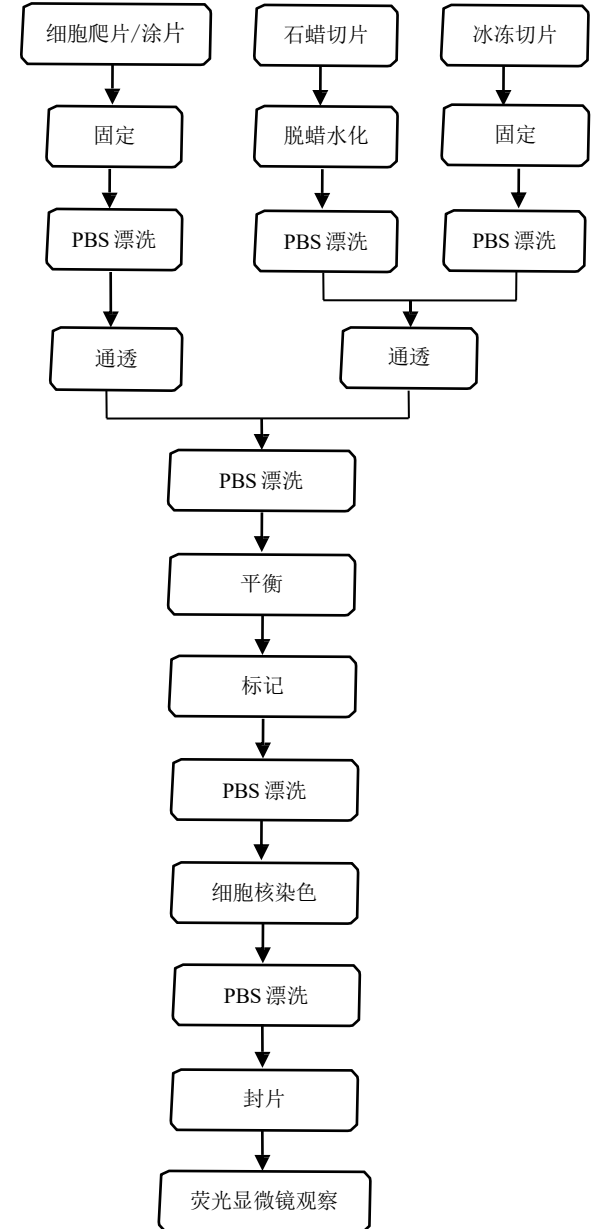 细胞爬片/涂片
石蜡切片
冰冻切片
固定
脱蜡水化
固定
PBS 漂洗
PBS 漂洗
PBS 漂洗
通透
通透
PBS 漂洗
平衡
标记
PBS 漂洗
细胞核染色
PBS 漂洗
封片
荧光显微镜观察